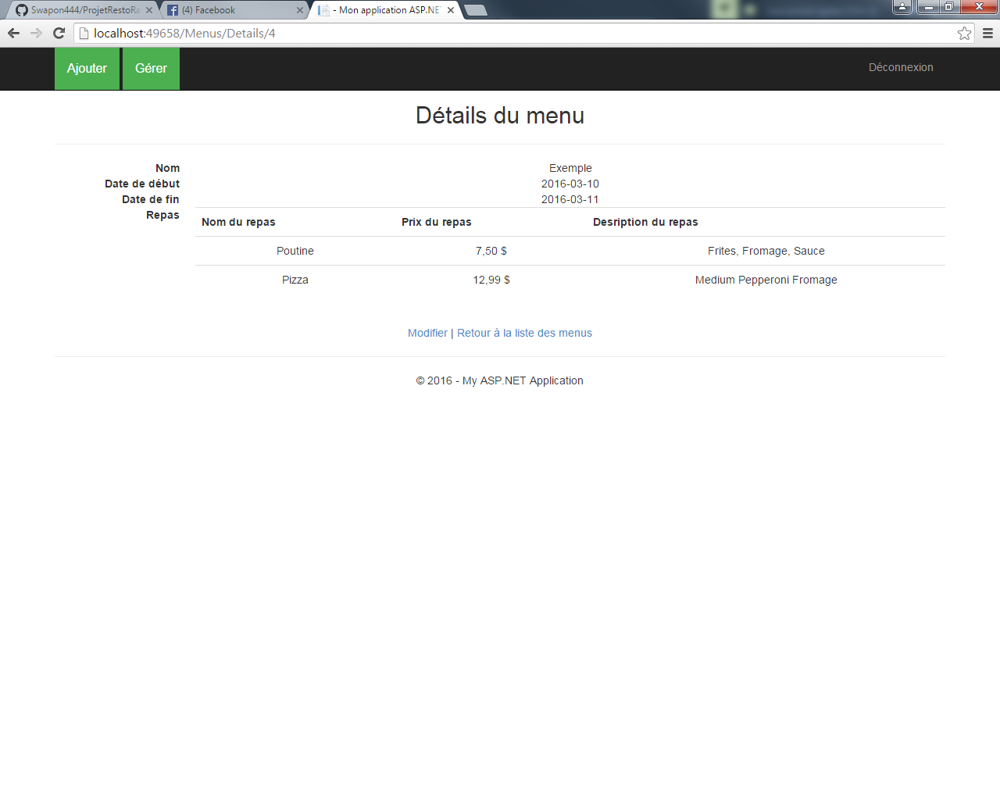 Swapon444/ProjetRestoRa
(4) Facebook
- Mon application ASP.NET
localhost:49658/Menus/Details/4
Ajouter Gérer Déconnexion
Détails du menu
Nom Exemple
Date de début 2016-03-10
Date de fin 2016-03-11
Repas
Nom du repas Prix du repas Desription du repas
Poutine 7,50 $ Frites, Fromage, Sauce
Pizza 12,99 $ Medium Pepperoni Fromage
Modifier | Retour à la liste des menus
© 2016 - My ASP.NET Application